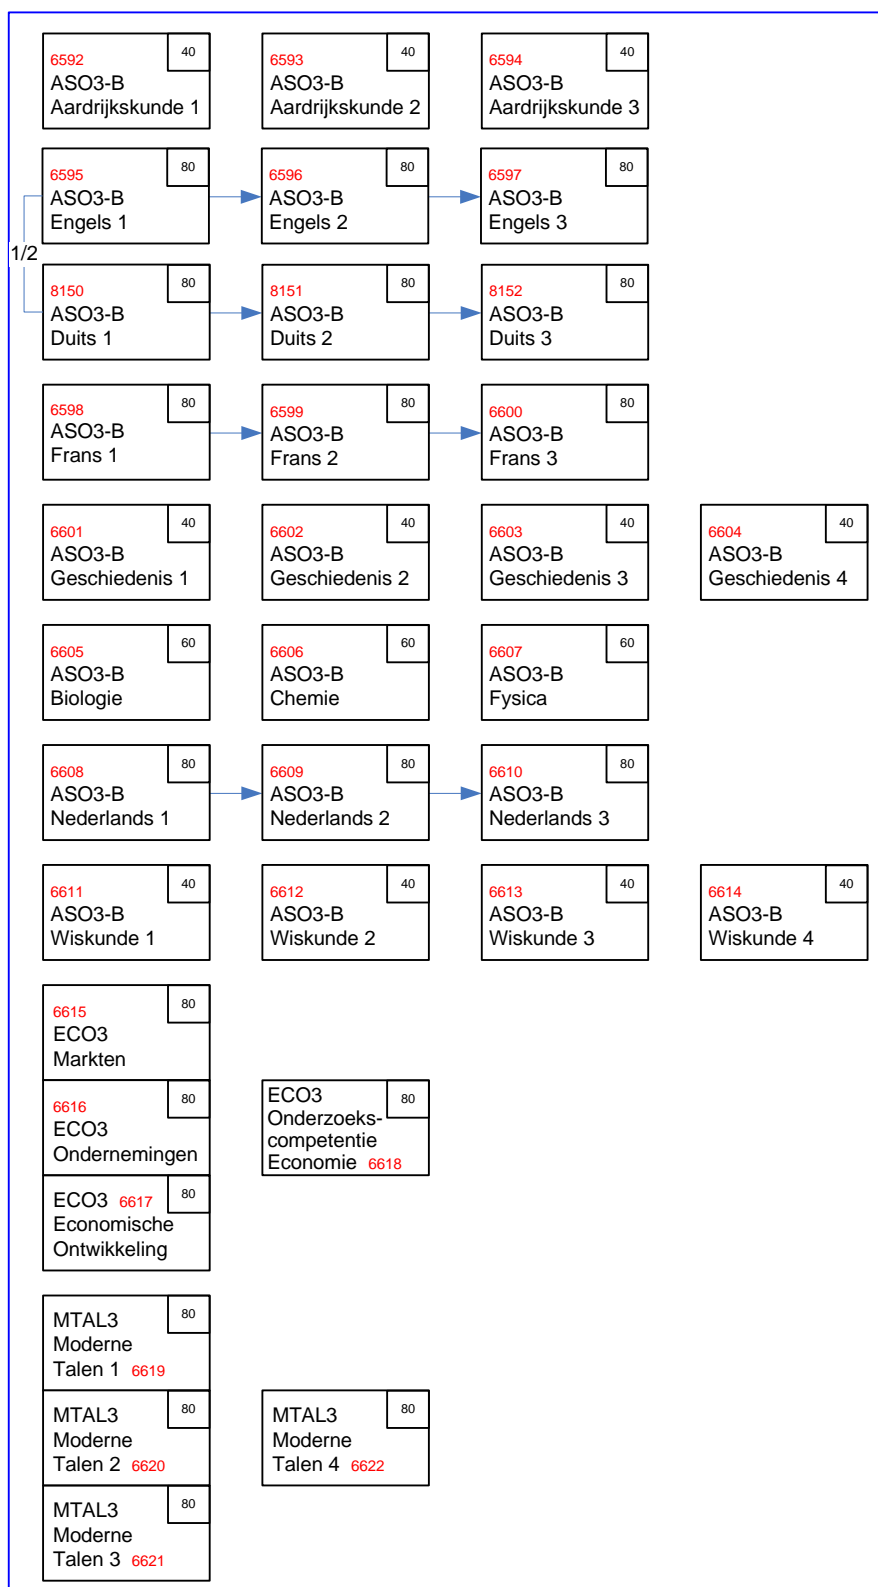 6592 40
ASO3-B
Aardrijkskunde 1
6593 40
ASO3-B
Aardrijkskunde 2
6594 40
ASO3-B
Aardrijkskunde 3
6595 80
ASO3-B
Engels 1
6596 80
ASO3-B
Engels 2
6597 80
ASO3-B
Engels 3
1/2
8150 80
ASO3-B
Duits 1
8151 80
ASO3-B
Duits 2
8152 80
ASO3-B
Duits 3
6598 80
ASO3-B
Frans 1
6599 80
ASO3-B
Frans 2
6600 80
ASO3-B
Frans 3
6601 40
ASO3-B
Geschiedenis 1
6602 40
ASO3-B
Geschiedenis 2
6603 40
ASO3-B
Geschiedenis 3
6604 40
ASO3-B
Geschiedenis 4
6605 60
ASO3-B
Biologie
6606 60
ASO3-B
Chemie
6607 60
ASO3-B
Fysica
6608 80
ASO3-B
Nederlands 1
6609 80
ASO3-B
Nederlands 2
6610 80
ASO3-B
Nederlands 3
6611 40
ASO3-B
Wiskunde 1
6612 40
ASO3-B
Wiskunde 2
6613 40
ASO3-B
Wiskunde 3
6614 40
ASO3-B
Wiskunde 4
6615 80
ECO3
Markten
6616 80
ECO3
Ondernemingen
ECO3 80
Onderzoeks-
competentie
Economie 6618
ECO3 6617 80
Economische
Ontwikkeling
MTAL3 80
Moderne
Talen 1 6619
MTAL3 80
Moderne
Talen 2 6620
MTAL3 80
Moderne
Talen 4 6622
MTAL3 80
Moderne
Talen 3 6621